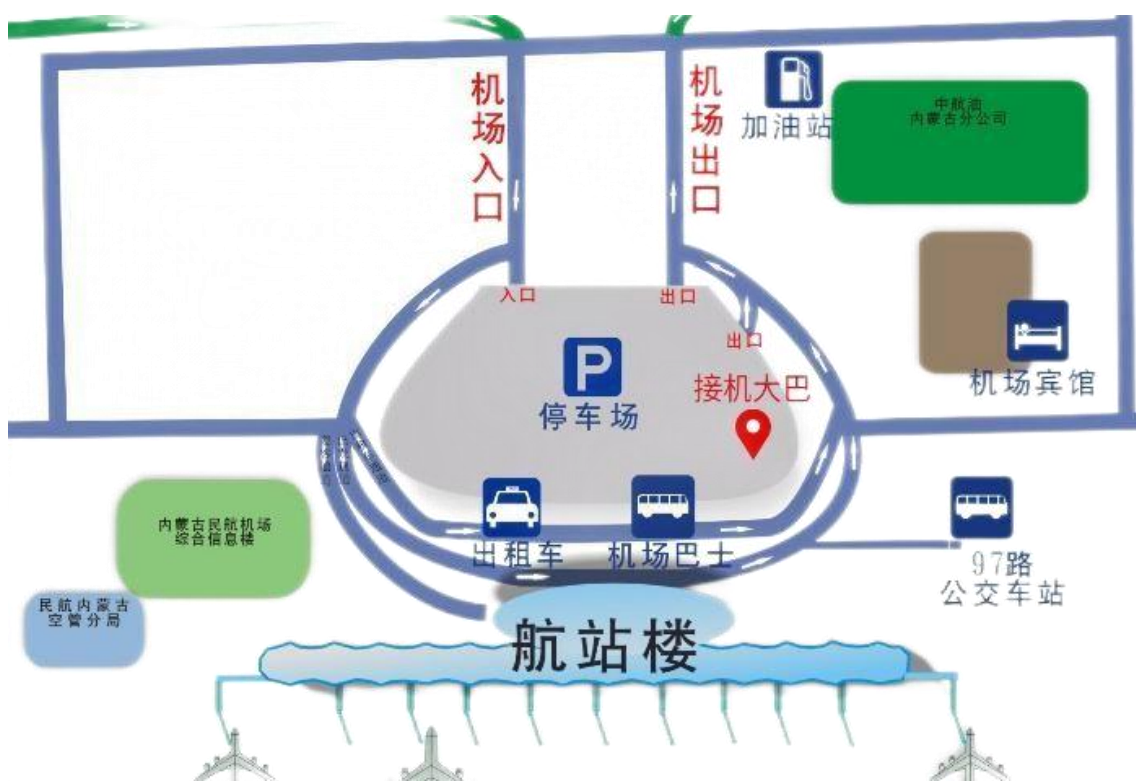 机场入口
机场出口
加油站
中航油
内蒙古分公司
入口
出口
出口
机场宾馆
接机大巴
P
停车场
出租车
机场巴士
97路
公交车站
内蒙古民航机场
综合信息楼
民航内蒙古
空管分局
航站楼